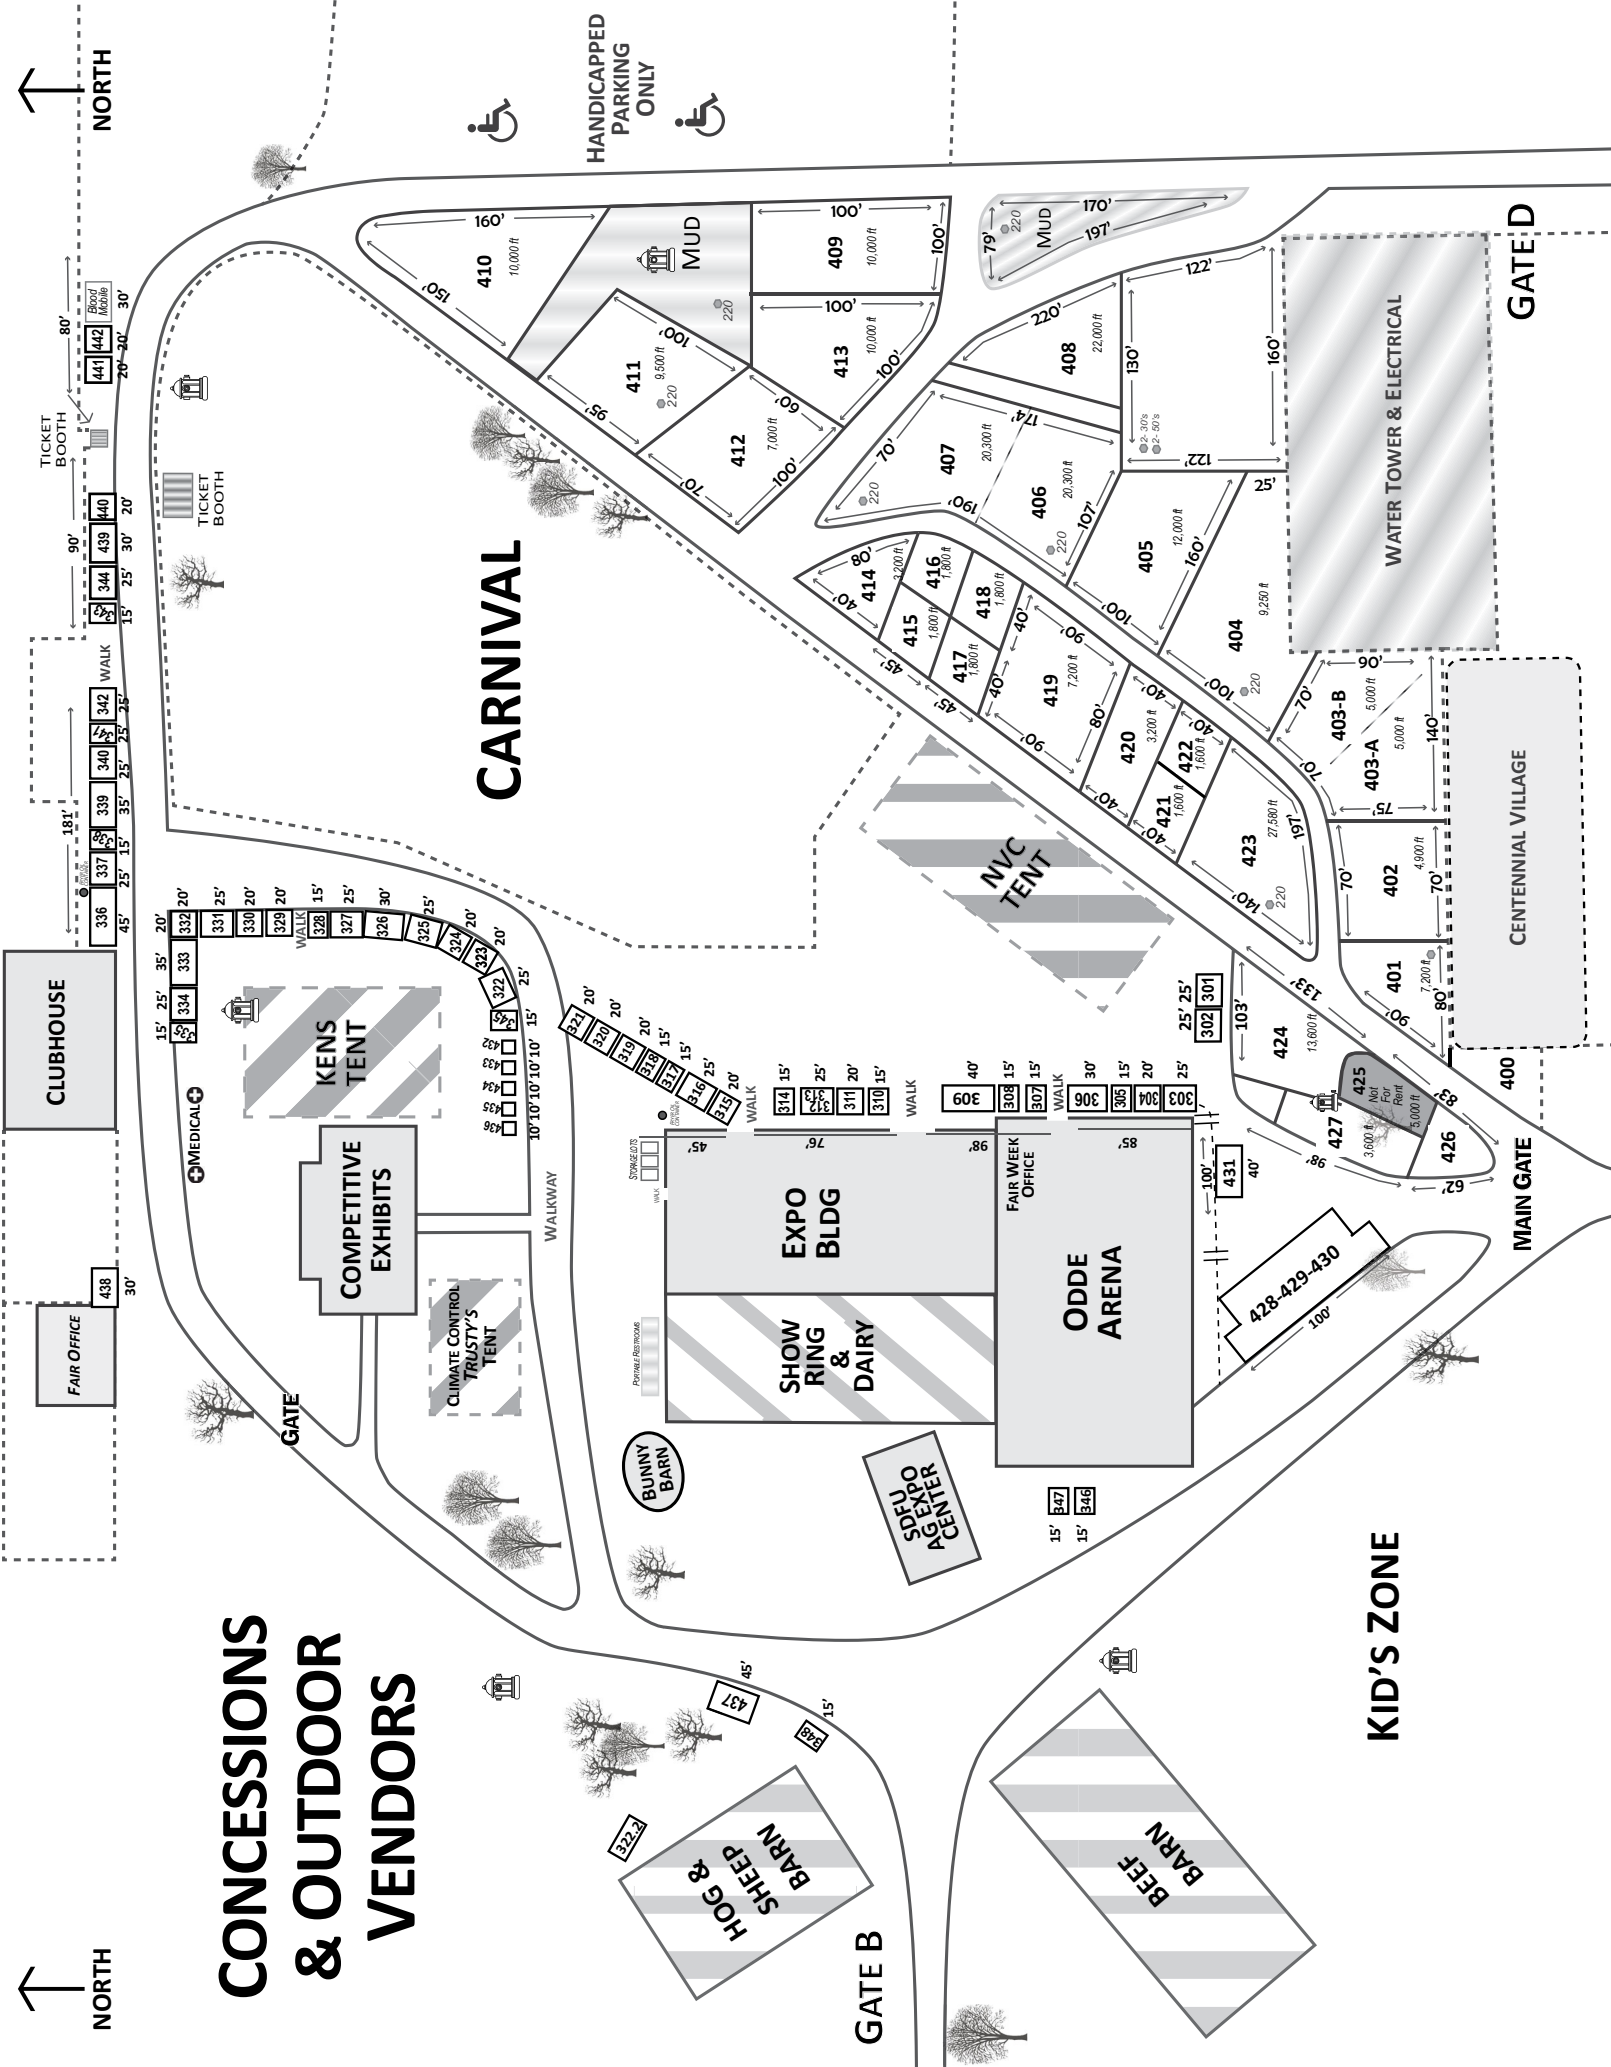 CONCESSIONS
& OUTDOOR
VENDORS
NORTH
NORTH
CLUBHOUSE
FAIR OFFICE
438
30'
336
45'
337
25'
338
15'
339
35'
340
25'
341
25'
342
25'
181'
WALK
343
15'
344
25'
439
30'
440
20'
90'
TICKET
BOOTH
441
20'
442
20'
Blood
Mobile
30'
80'
TICKET
BOOTH
HANDICAPPED
PARKING
ONLY
CARNIVAL
332
20'
20'
333
35'
334
25'
335
15'
331
25'
330
20'
329
20'
WALK
328
15'
327
25'
326
30'
325
25'
324
20'
323
20'
322
25'
345
15'
432
10'
433
10'
434
10'
435
10'
436
10'
KENS
TENT
MEDICAL
COMPETITIVE
EXHIBITS
CLIMATE CONTROL
TRUSTY'S
TENT
WALKWAY
GATE
321
20'
320
20'
319
20'
318
15'
317
15'
316
25'
315
20'
WALK
314
15'
313
312
25'
311
20'
310
15'
WALK
309
40'
308
15'
307
15'
WALK
306
30'
305
15'
304
20'
303
25'
302
25'
301
25'
STORAGE LOTS
WALK
45'
76'
98'
85'
EXPO
BLDG
FAIR WEEK
OFFICE
ODDE
ARENA
PORTABLE RESTROOMS
SHOW
RING
&
DAIRY
BUNNY
BARN
SDFU
AG EXPO
CENTER
347
15'
346
15'
431
40'
100'
428-429-430
100'
437
45'
348
15'
322.2
HOG &
SHEEP
BARN
BEEF
BARN
GATE B
KID'S ZONE
MAIN GATE
GATE D
NVC
TENT
410
10,000 ft
160'
150'
MUD
220
411
9,500 ft
220
100'
95'
412
7,000 ft
60'
70'
100'
409
10,000 ft
100'
100'
413
10,000 ft
100'
100'
MUD
220
79'
170'
197'
408
22,000 ft
220'
130'
122'
160'
122'
2- 30's
2- 50's
407
20,300 ft
70'
174'
190'
220
406
20,300 ft
107'
220
405
12,000 ft
160'
100'
25'
404
9,250 ft
100'
220
70'
403-B
5,000 ft
90'
403-A
5,000 ft
140'
70'
75'
402
4,900 ft
70'
70'
401
7,200 ft
80'
90'
400
414
3,200 ft
80'
40'
415
1,800 ft
45'
416
1,800 ft
417
1,800 ft
45'
418
1,800 ft
40'
40'
419
7,200 ft
90'
90'
80'
420
3,200 ft
40'
40'
421
1,600 ft
40'
422
1,600 ft
40'
423
27,580 ft
197'
140'
220
424
13,600 ft
103'
133'
425
Not
For
Rent
5,000 ft
83'
426
62'
427
3,600 ft
98'
WATER TOWER & ELECTRICAL
CENTENNIAL VILLAGE